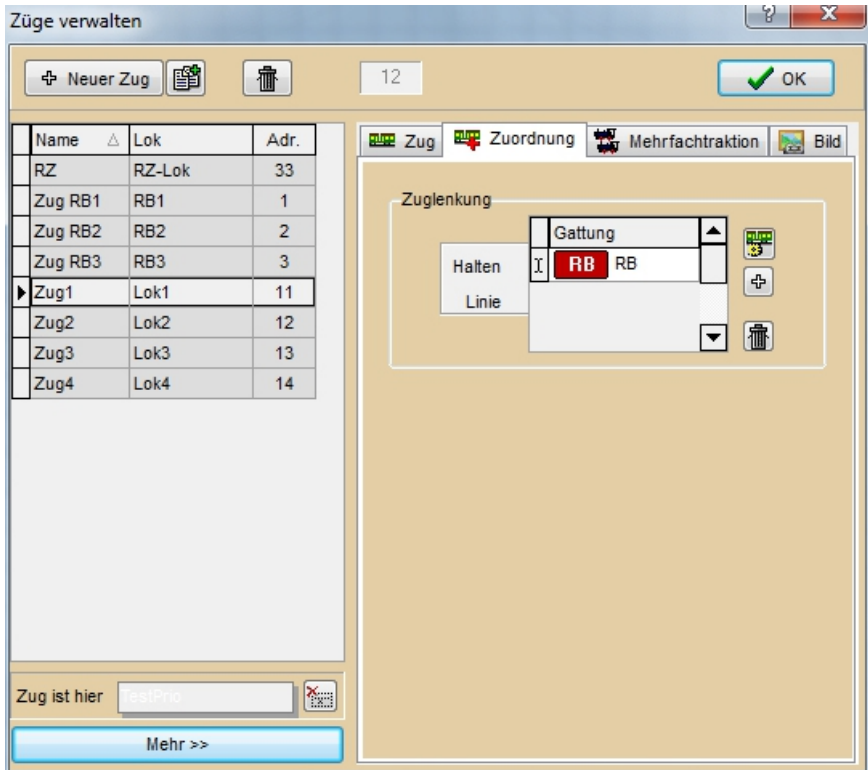 Züge verwalten
? X
Neuer Zug 12 OK
Name Lok Adr.
RZ RZ-Lok 33
Zug RB1 RB1 1
Zug RB2 RB2 2
Zug RB3 RB3 3
Zug1 Lok1 11
Zug2 Lok2 12
Zug3 Lok3 13
Zug4 Lok4 14
Zug ist hier TestPrio
Mehr >>
Zug Zuordnung Mehrfachtraktion Bild
Zuglenkung
Halten
Linie
Gattung
RB RB